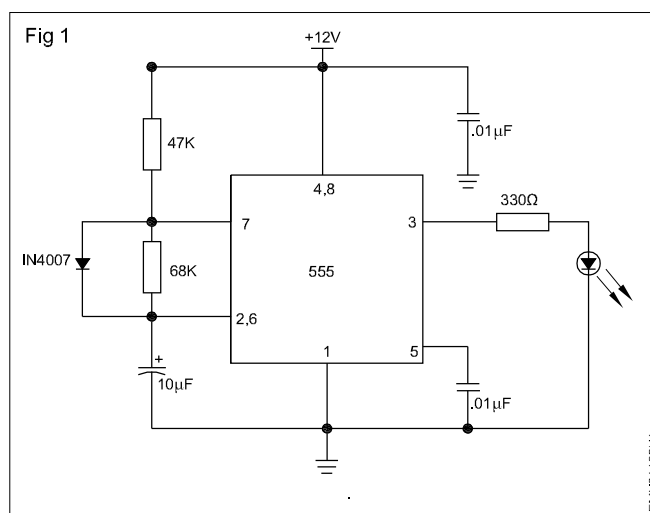 Fig 1
+12V
47K
.01µF
4,8
330Ω
7
3
IN4007
68K
555
2,6
1
5
+
10µF
.01µF